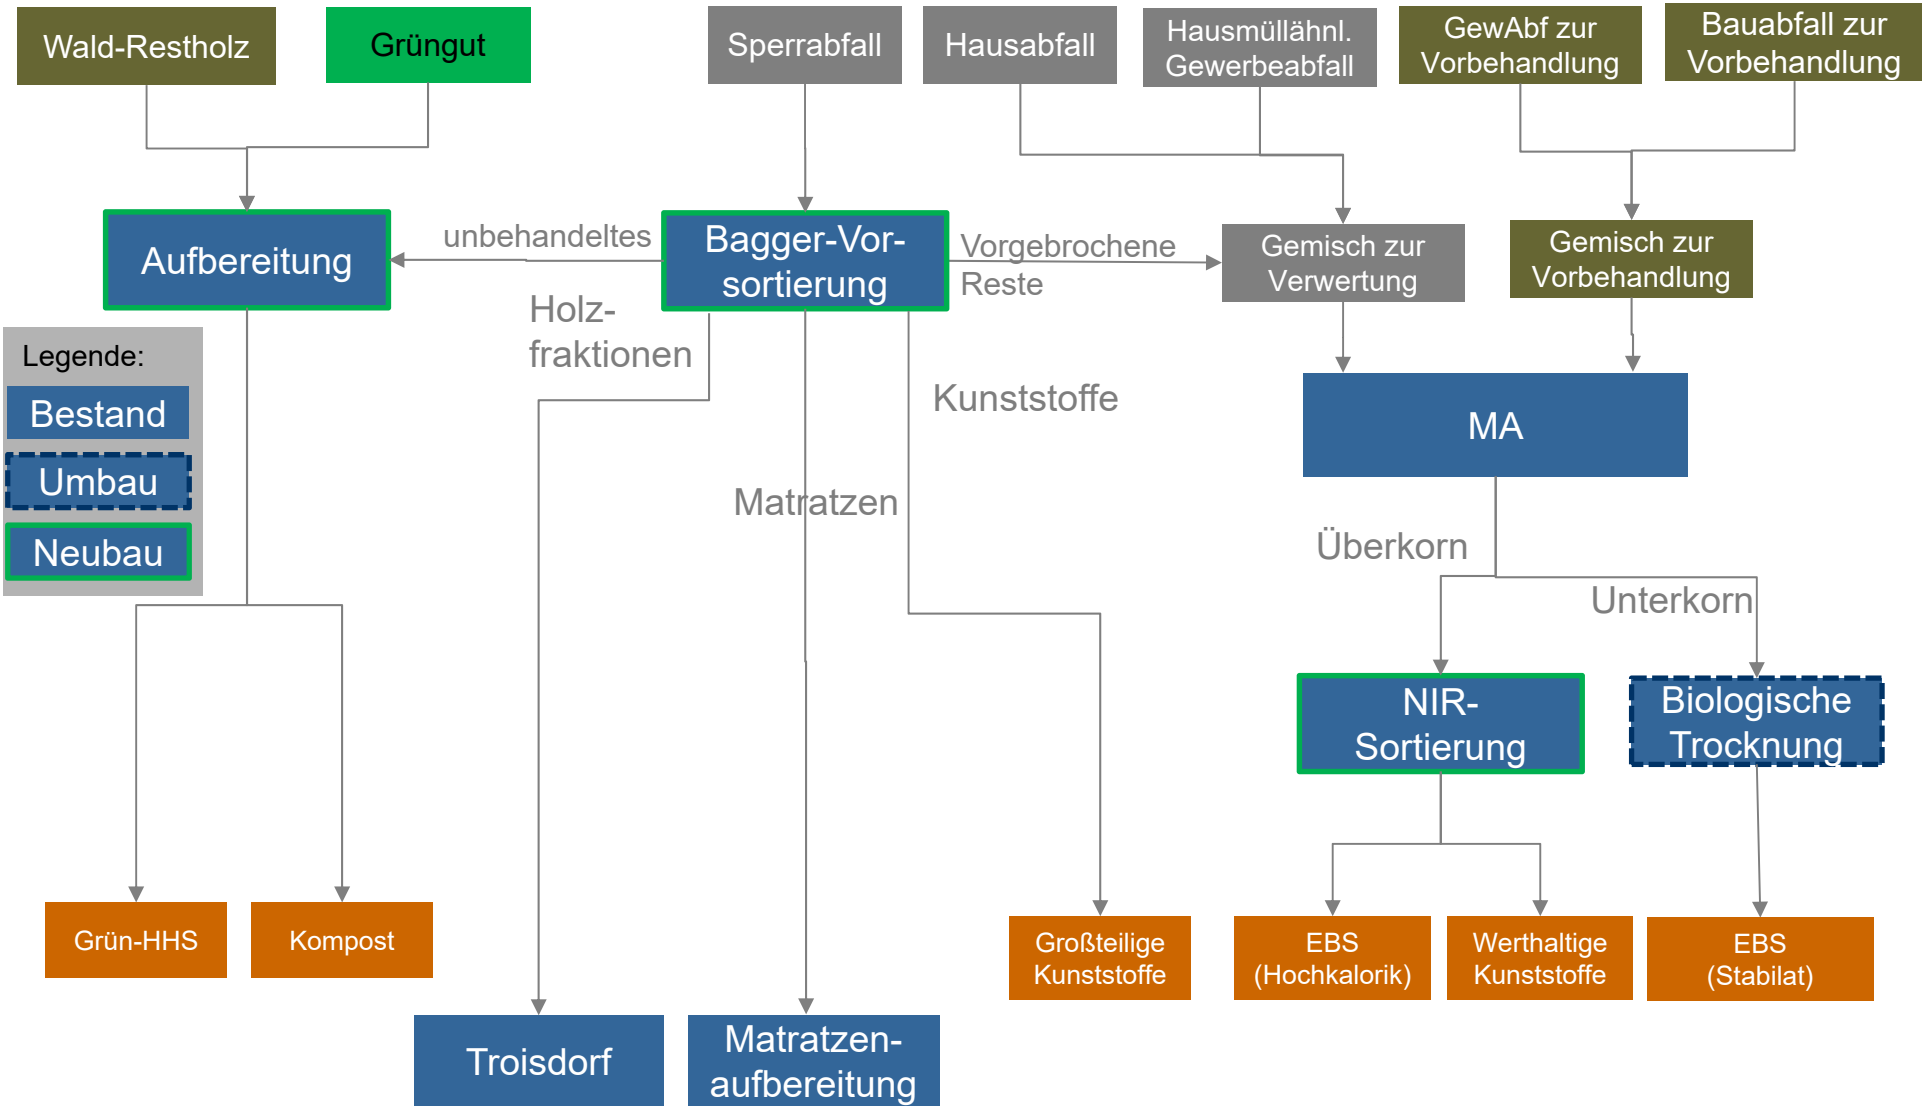 Wald-Restholz
Grüngut
Sperrabfall
Hausabfall
Hausmüllähnl.
Gewerbeabfall
GewAbf zur
Vorbehandlung
Bauabfall zur
Vorbehandlung
Aufbereitung
unbehandeltes
Bagger-Vor-
sortierung
Vorgebrochene
Reste
Gemisch zur
Verwertung
Gemisch zur
Vorbehandlung
Holz-
fraktionen
Legende:
Bestand
Umbau
Neubau
Kunststoffe
MA
Matratzen
Überkorn
Unterkorn
NIR-
Sortierung
Biologische
Trocknung
Grün-HHS
Kompost
Großteilige
Kunststoffe
EBS
(Hochkalorik)
Werthaltige
Kunststoffe
EBS
(Stabilat)
Troisdorf
Matratzen-
aufbereitung